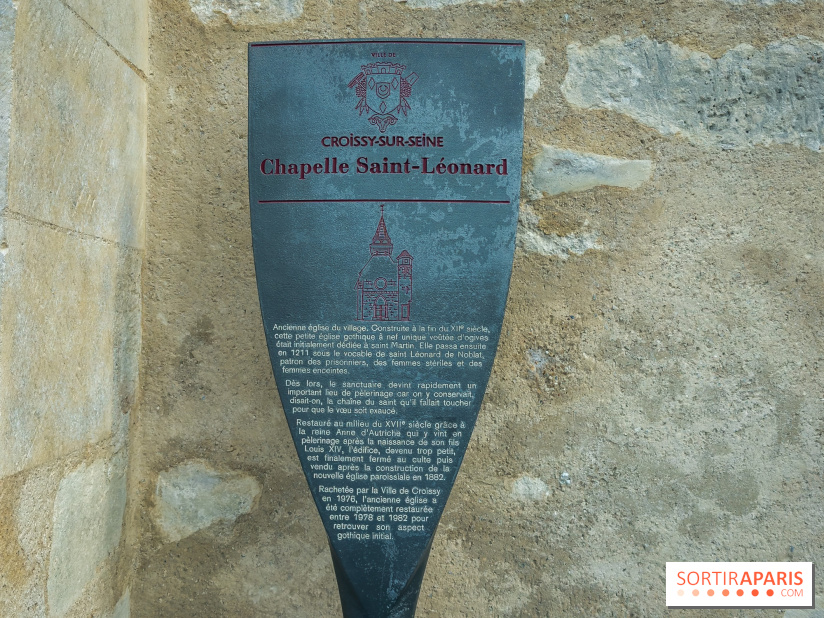 VILLE DE
CROISSY-SUR-SEINE
Chapelle Saint-Léonard
Ancienne église du village. Construite à la fin du XIIe siècle,
cette petite église gothique à nef unique voûtée d'ogives
était initialement dédiée à saint Martin. Elle passa ensuite
en 1211 sous le vocable de saint Léonard de Noblat,
patron des prisonniers, des femmes stériles et des
femmes enceintes.
Dès lors, le sanctuaire devint rapidement un
important lieu de pèlerinage car on y conservait,
disait-on, la chaîne du saint qu'il fallait toucher
pour que le vœu soit exaucé.
Restauré au milieu du XVIIe siècle grâce à
la reine Anne d'Autriche qui y vint en
pèlerinage après la naissance de son fils
Louis XIV, l'édifice, devenu trop petit,
est finalement fermé au culte puis
vendu après la construction de la
nouvelle église paroissiale en 1882.
Rachetée par la Ville de Croissy
en 1976, l'ancienne église a
été complètement restaurée
entre 1978 et 1982 pour
retrouver son aspect
gothique initial.
SORTIRAPARIS
.COM